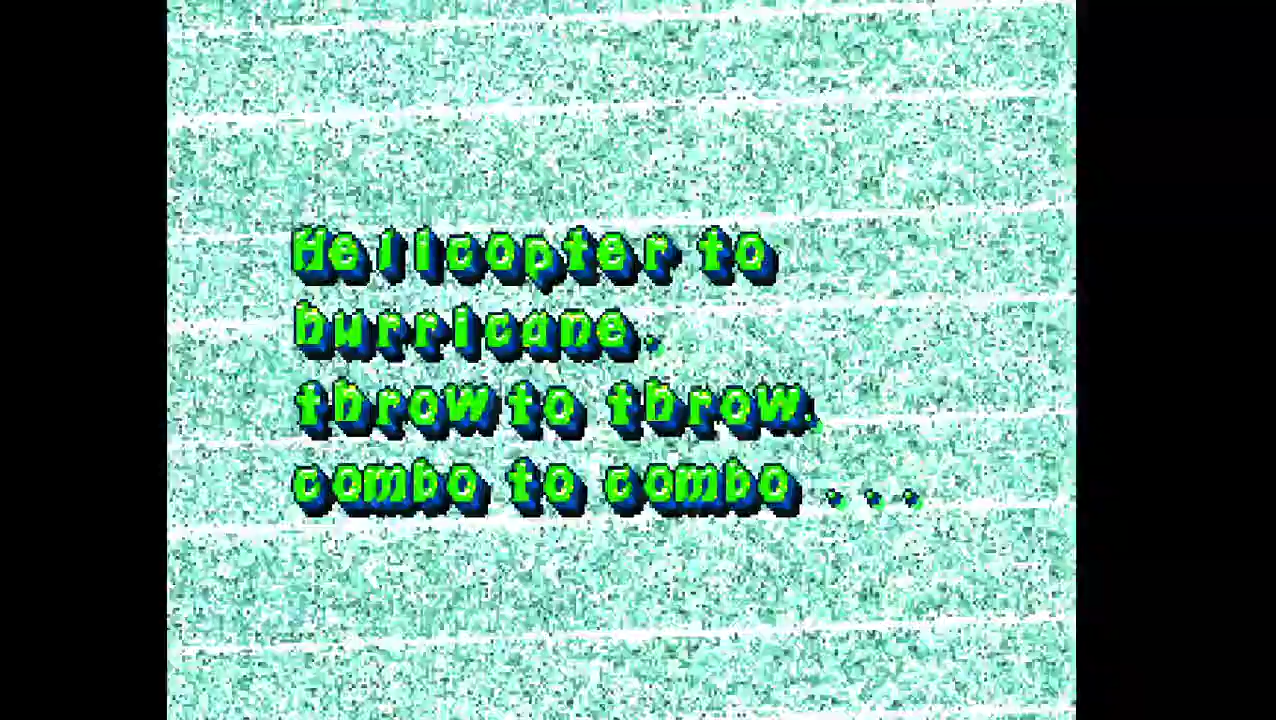 Helicopter to
hurricane.
throw to throw.
combo to combo ...